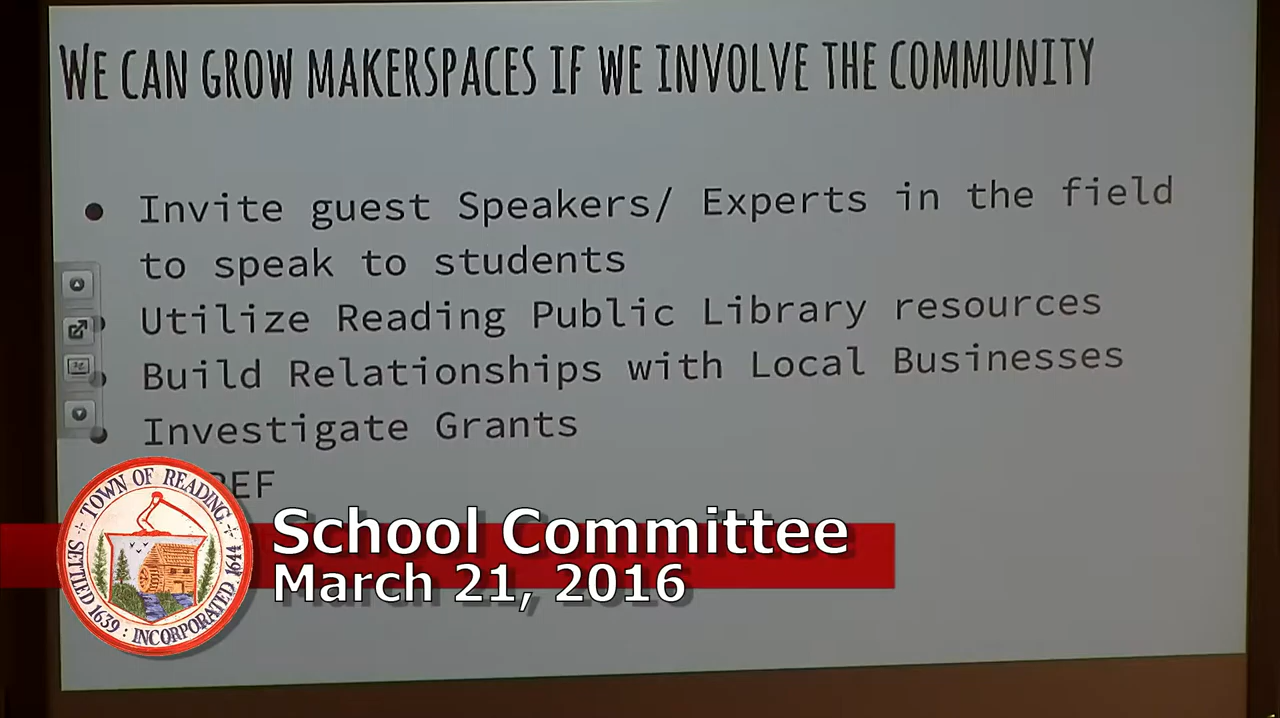 WE CAN GROW MAKERSPACES IF WE INVOLVE THE COMMUNITY
● Invite guest Speakers/ Experts in the field
to speak to students
● Utilize Reading Public Library resources
● Build Relationships with Local Businesses
● Investigate Grants
TOWN OF READING
SETTLED 1639 : INCORPORATED 1644
School Committee
March 21, 2016